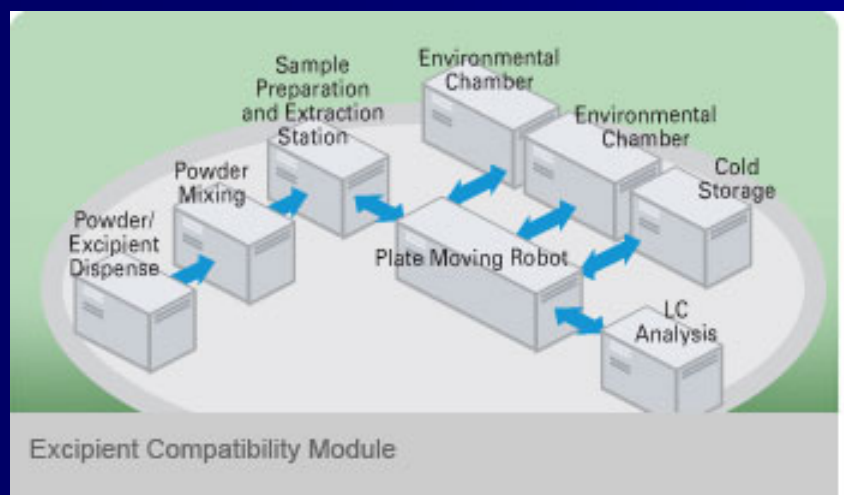 Environmental
Chamber
Sample
Preparation
and Extraction
Station
Environmental
Chamber
Cold
Storage
Powder
Mixing
Powder/
Excipient
Dispense
Plate Moving Robot
LC
Analysis
Excipient Compatibility Module